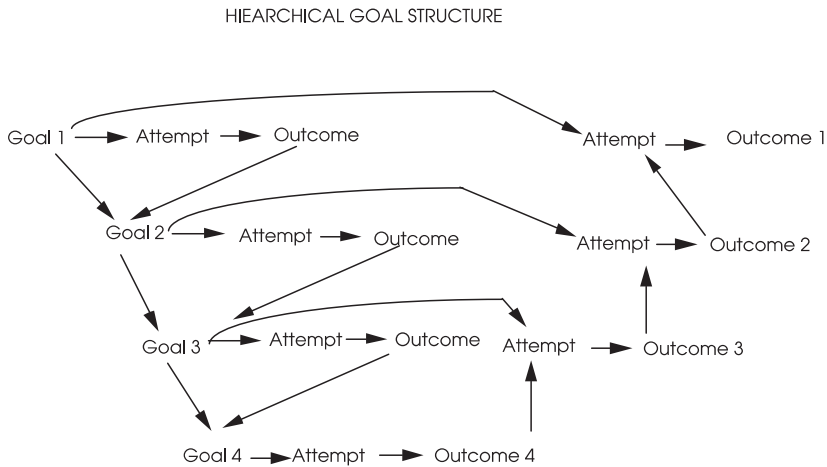 HIEARCHICAL GOAL STRUCTURE
Goal 1 Attempt Outcome Attempt Outcome 1
Goal 2 Attempt Outcome Attempt Outcome 2
Goal 3 Attempt Outcome Attempt Outcome 3
Goal 4 Attempt Outcome 4